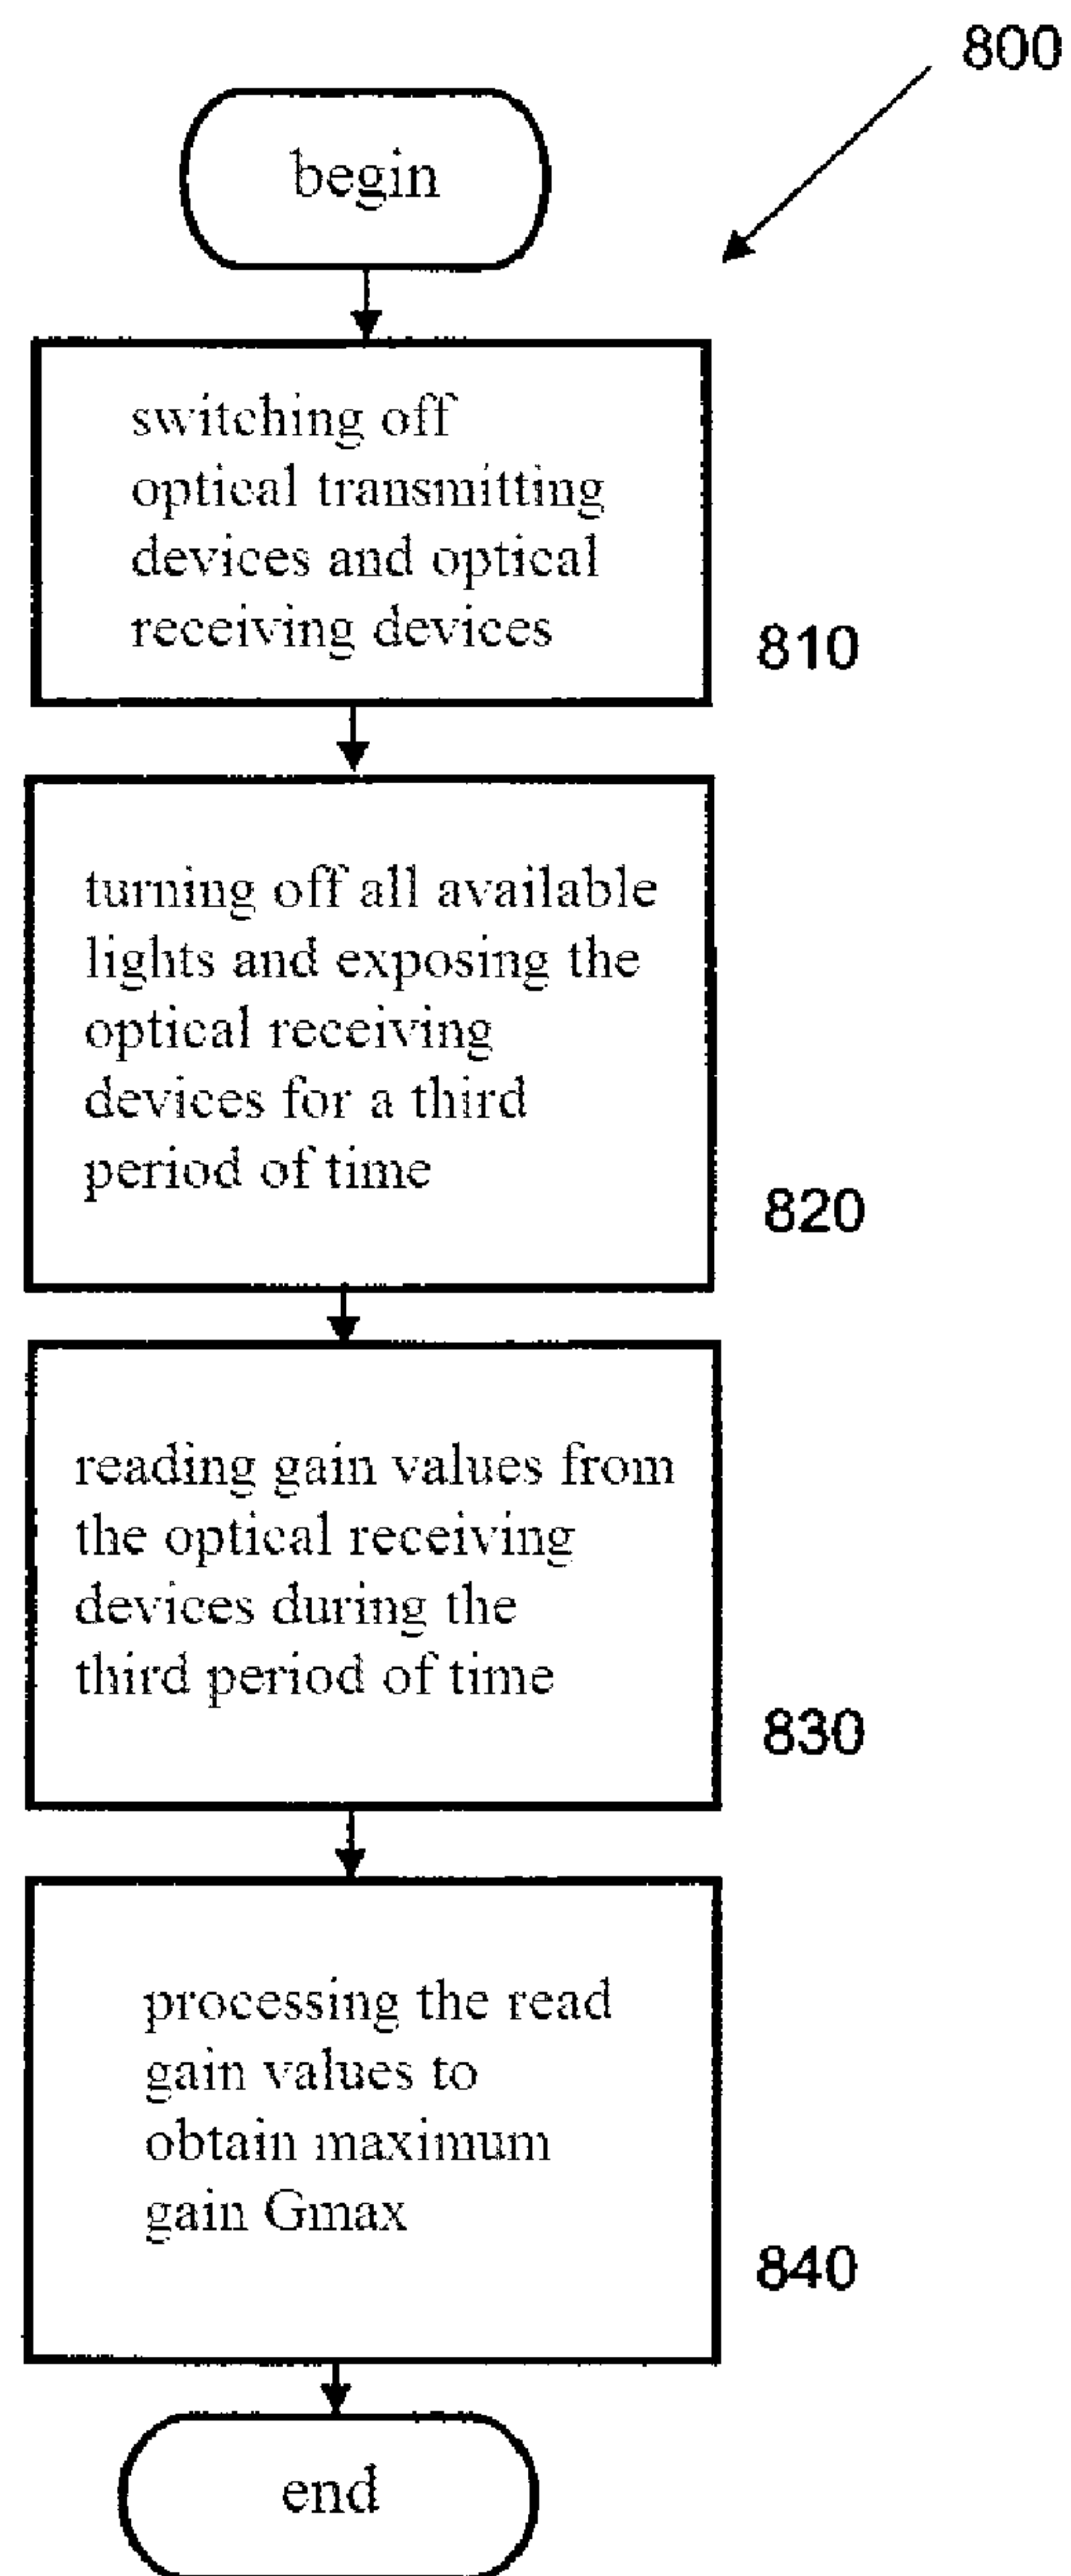 800
begin
switching off
optical transmitting
devices and optical
receiving devices
810
turning off all available
lights and exposing the
optical receiving
devices for a third
period of time
820
reading gain values from
the optical receiving
devices during the
third period of time
830
processing the read
gain values to
obtain maximum
gain Gmax
840
end